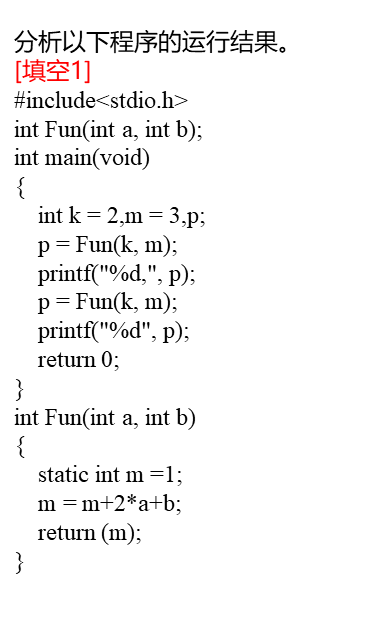 分析以下程序的运行结果。
[填空1]
#include<stdio.h>
int Fun(int a, int b);
int main(void)
{
    int k = 2,m = 3,p;
    p = Fun(k, m);
    printf("%d,", p);
    p = Fun(k, m);
    printf("%d", p);
    return 0;
}
int Fun(int a, int b)
{
    static int m =1;
    m = m+2*a+b;
    return (m);
}